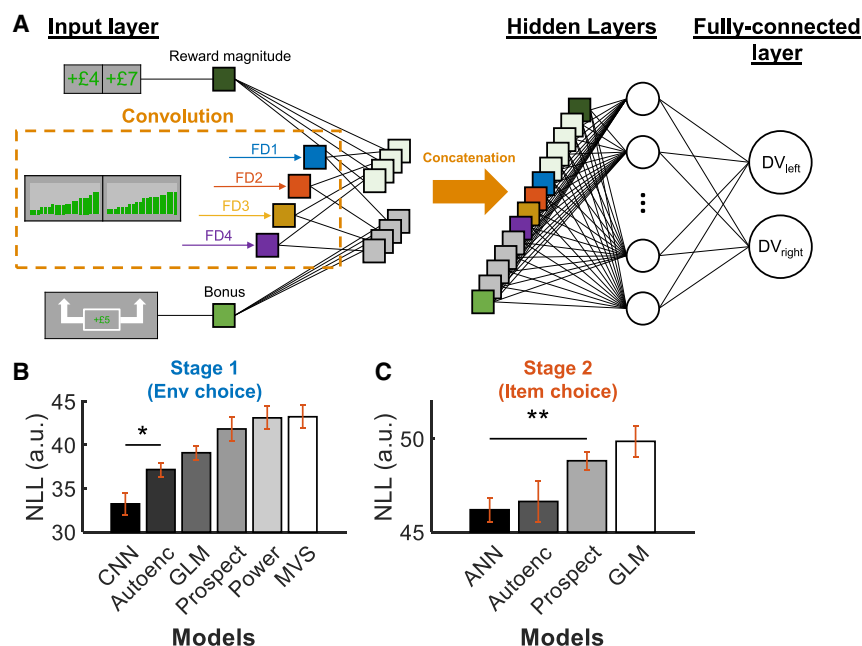 A
Input layer
Hidden Layers
Fully-connected
layer
Reward magnitude
+£4 +£7
Convolution
FD1
FD2
FD3
FD4
Concatenation
DVleft
DVright
Bonus
+£5
B
Stage 1
(Env choice)
NLL (a.u.)
45
40
35
30
*
CNN
Autoenc
GLM
Prospect
Power
MVS
Models
C
Stage 2
(Item choice)
NLL (a.u.)
50
45
**
ANN
Autoenc
Prospect
GLM
Models